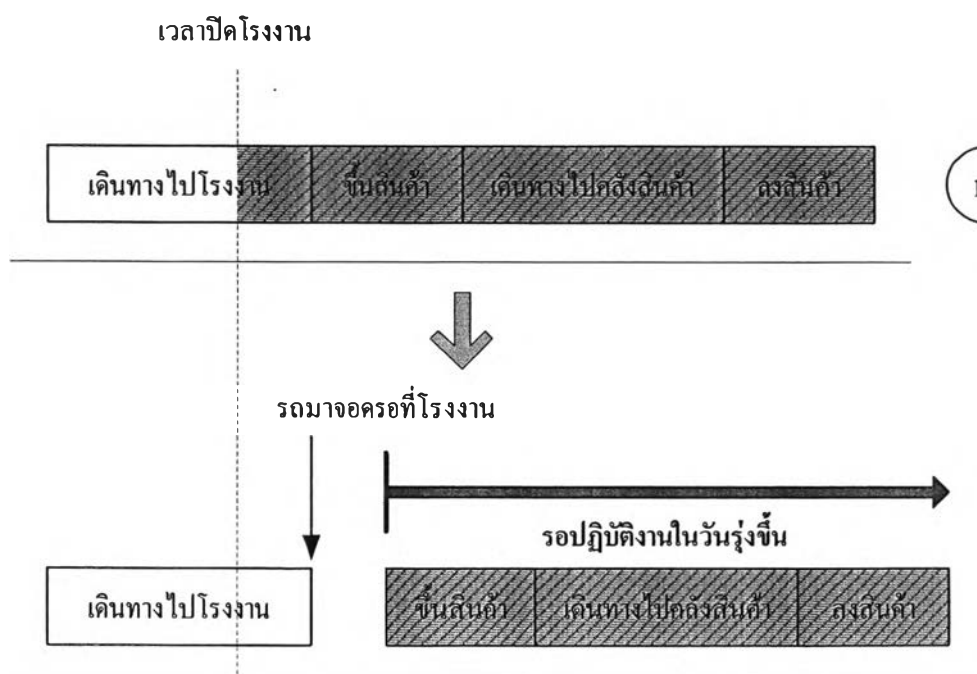 เวลาปิดโรงงาน
เดินทางไปโรงงาน ขึ้นสินค้า เดินทางไปคลังสินค้า ลงสินค้า
รถมาจอดรอที่โรงงาน
รอปฏิบัติงานในวันรุ่งขึ้น
เดินทางไปโรงงาน ขึ้นสินค้า เดินทางไปคลังสินค้า ลงสินค้า